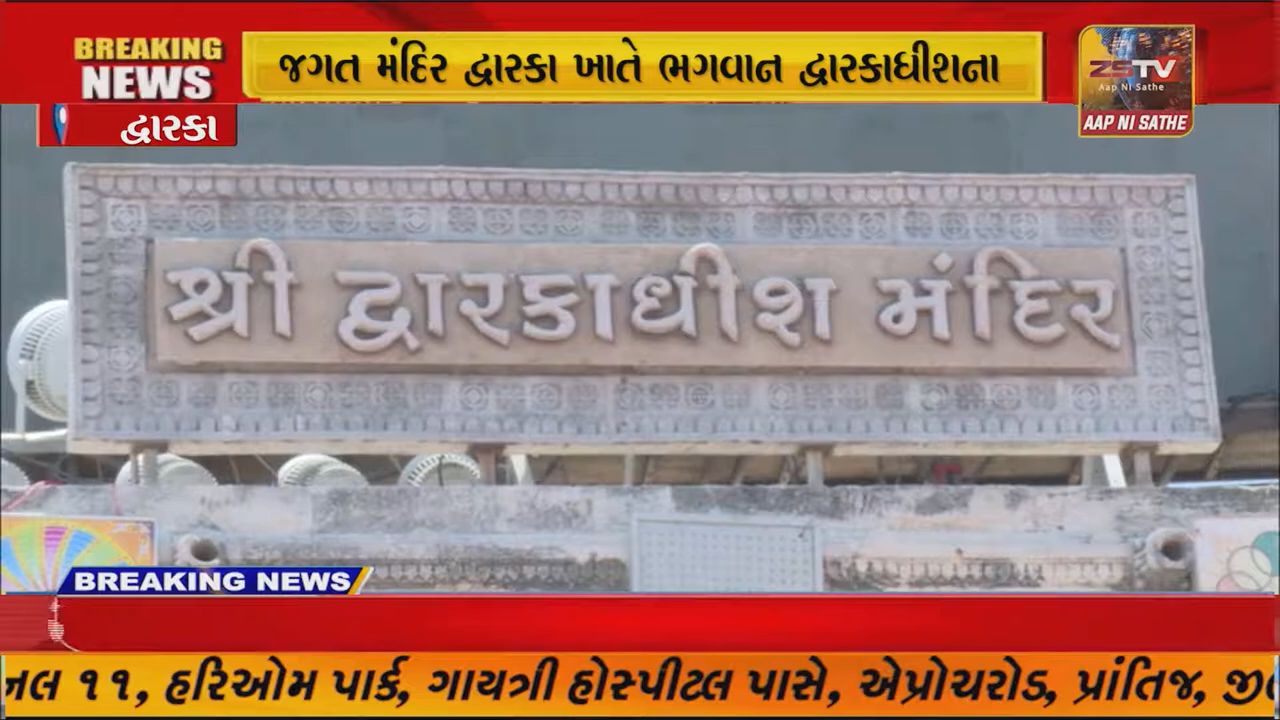 BREAKING
NEWS
જગત મંદિર દ્વારકા ખાતે ભગવાન દ્વારકાધીશના
ZSTV
Aap Ni Sathe
AAP NI SATHE
દ્વારકા
શ્રી દ્વારકાધીશ મંદિર
BREAKING NEWS
૧૧, હરિઓમ પાર્ક, ગાયત્રી હોસ્પીટલ પાસે, એપ્રોચરોડ, પ્રાંતિજ,